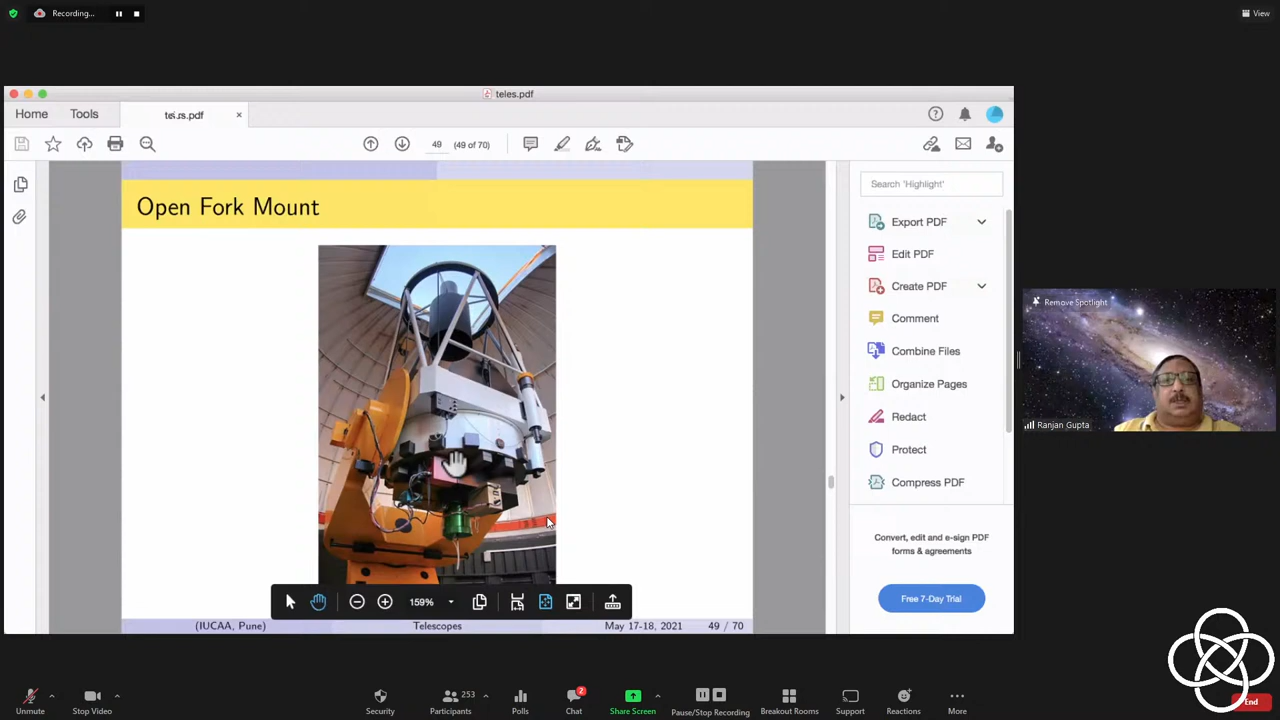 Recording...
View
teles.pdf
Home
Tools
49
(49 of 70)
Search 'Highlight'
Open Fork Mount
Export PDF
Edit PDF
Create PDF
Comment
Combine Files
Organize Pages
Redact
Protect
Compress PDF
Convert, edit and e-sign PDF
forms & agreements
Free 7-Day Trial
159%
(IUCAA, Pune)
Telescopes
May 17-18, 2021
49 / 70
Remove Spotlight
Ranjan Gupta
Unmute
Stop Video
Security
253
Participants
Polls
2
Chat
Share Screen
Pause/Stop Recording
Breakout Rooms
Support
Reactions
More
End